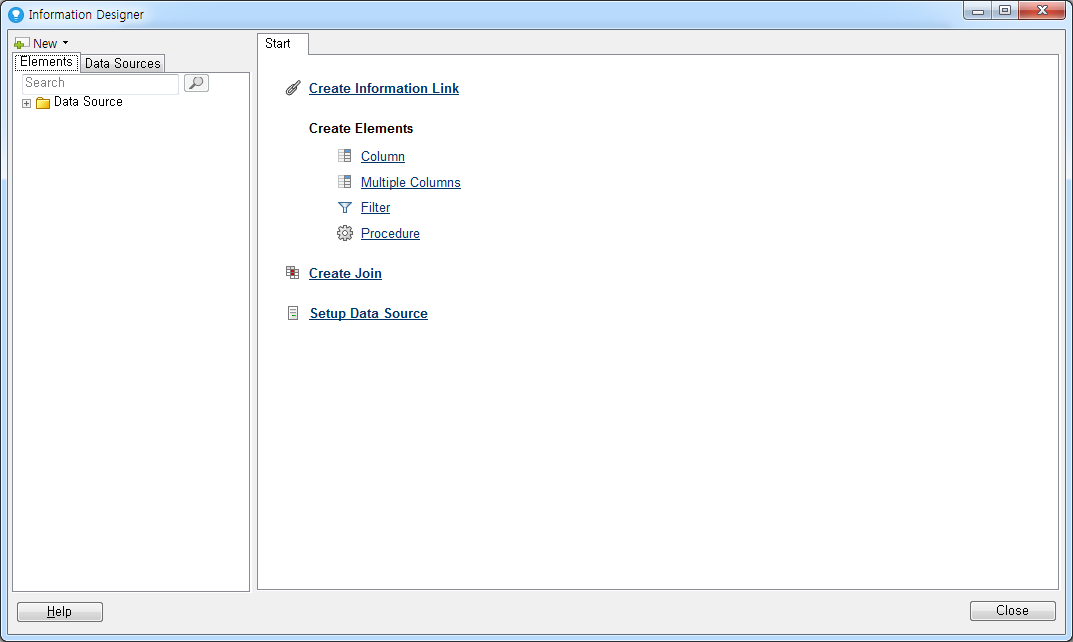 Information Designer
New
Elements
Data Sources
Search
Data Source
Start
Create Information Link
Create Elements
Column
Multiple Columns
Filter
Procedure
Create Join
Setup Data Source
Help
Close